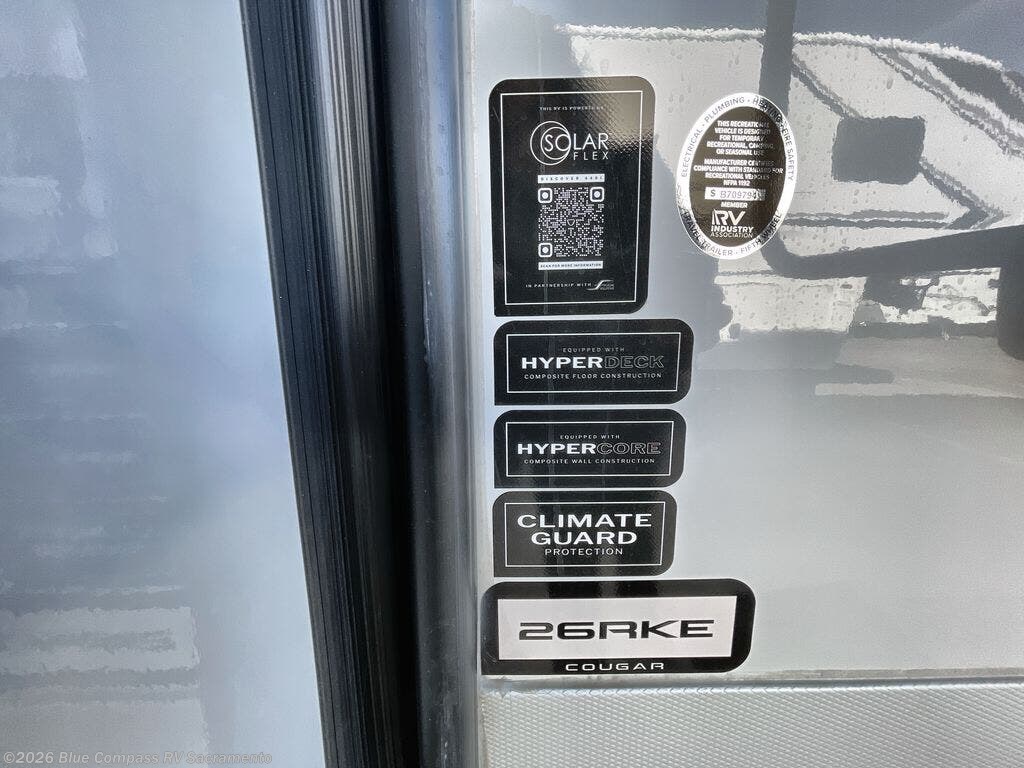 THIS RV IS POWERED BY
SOLAR
FLEX
DISCOVER 440i
SCAN FOR MORE INFORMATION
IN PARTNERSHIP WITH
ELECTRICAL - PLUMBING - HEATING - FIRE SAFETY
THIS RECREATIONAL
VEHICLE IS DESIGNED
FOR TEMPORARY
RECREATIONAL, CAMPING,
OR SEASONAL USE
MANUFACTURER CERTIFIES
COMPLIANCE WITH STANDARD FOR
RECREATIONAL VEHICLES
NFPA 1192
MEMBER
RV
INDUSTRY
ASSOCIATION
TRAVEL TRAILER - FIFTH WHEEL
EQUIPPED WITH
HYPERDECK
COMPOSITE FLOOR CONSTRUCTION
EQUIPPED WITH
HYPERCORE
COMPOSITE WALL CONSTRUCTION
CLIMATE
GUARD
PROTECTION
26RKE
COUGAR
©2026 Blue Compass RV Sacramento